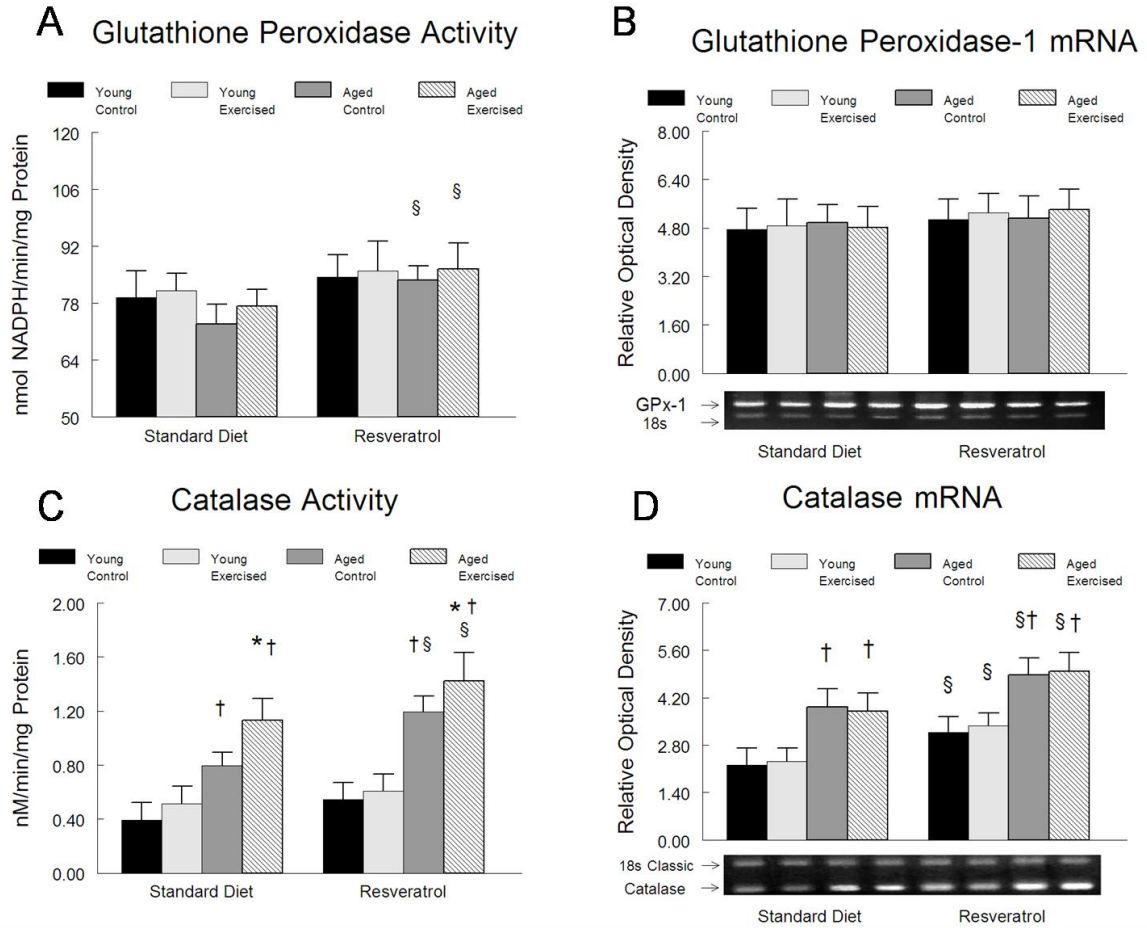 A Glutathione Peroxidase Activity
Young Control Young Exercised Aged Control Aged Exercised
nmol NADPH/min/mg Protein
120
106
92
78
64
50
§ §
Standard Diet Resveratrol
B Glutathione Peroxidase-1 mRNA
Young Control Young Exercised Aged Control Aged Exercised
Relative Optical Density
8.00
6.40
4.80
3.20
1.60
0.00
GPx-1 →
18s →
Standard Diet Resveratrol
C Catalase Activity
Young Control Young Exercised Aged Control Aged Exercised
nM/min/mg Protein
2.00
1.60
1.20
0.80
0.40
0.00
† *† †§ *†
§
Standard Diet Resveratrol
D Catalase mRNA
Young Control Young Exercised Aged Control Aged Exercised
Relative Optical Density
7.00
5.60
4.20
2.80
1.40
0.00
† † § § §† §†
18s Classic →
Catalase →
Standard Diet Resveratrol